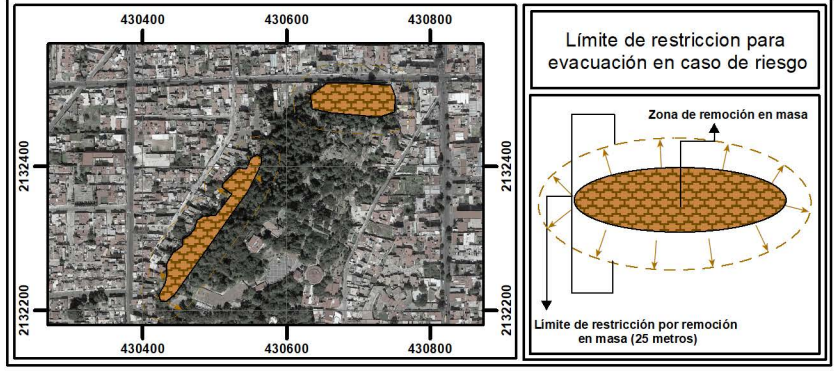 430400 430600 430800
2132400 2132400
2132200 2132200
430400 430600 430800
Límite de restriccion para
evacuación en caso de riesgo
Zona de remoción en masa
Límite de restricción por remoción
en masa (25 metros)